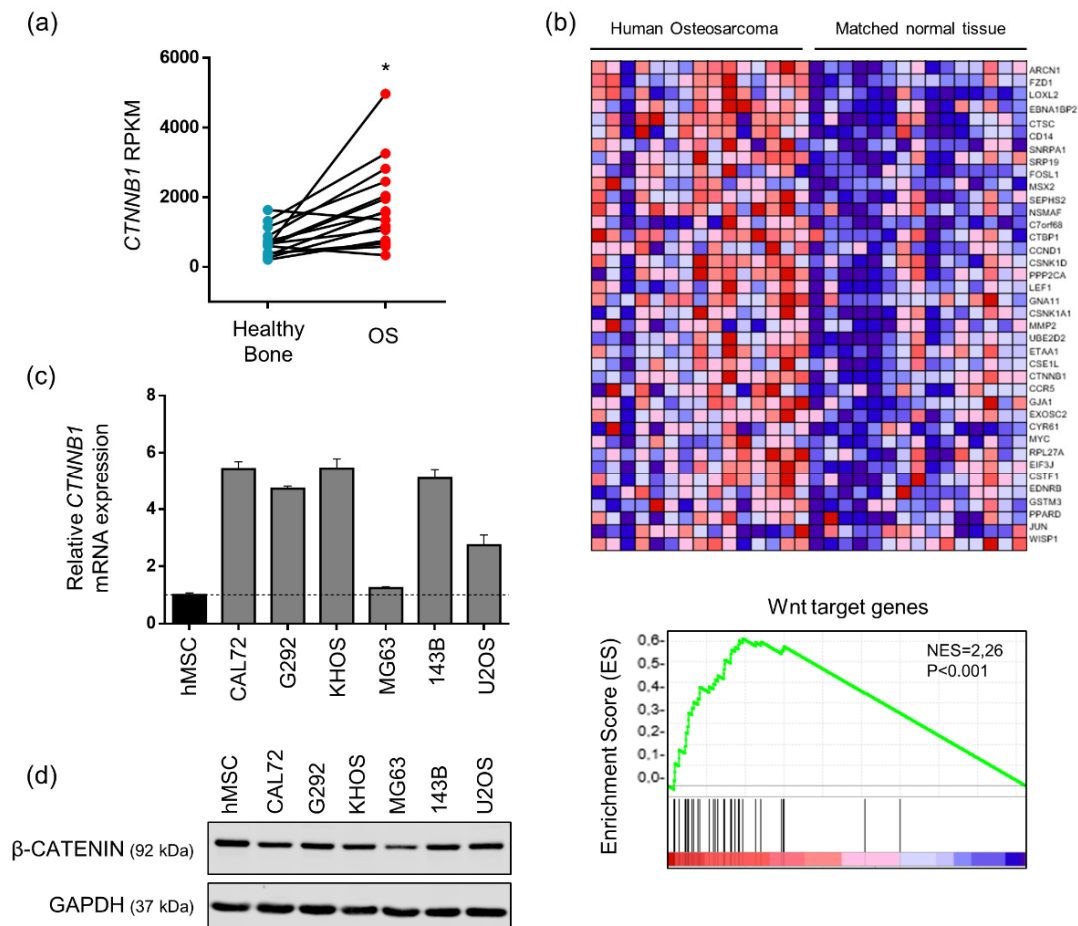 (a)
6000
4000
2000
0
CTNNB1 RPKM
*
Healthy
Bone
OS
(b)
Human Osteosarcoma
Matched normal tissue
ARCN1
FZD1
LOXL2
EBNA1BP2
CTSC
CD14
SNRPA1
SRP19
FOSL1
MSX2
SEPHS2
NSMAF
C7orf68
CTBP1
CCND1
CSNK1D
PPP2CA
LEF1
GNA11
CSNK1A1
MMP2
UBE2D2
ETAA1
CSE1L
CTNNB1
CCR5
GJA1
EXOSC2
CYR61
MYC
RPL27A
EIF3J
CSTF1
EDNRB
GSTM3
PPARD
JUN
WISP1
Wnt target genes
Enrichment Score (ES)
0,6-
0,5-
0,4-
0,3-
0,2-
0,1-
0,0-
NES=2,26
P<0.001
(c)
Relative CTNNB1
mRNA expression
8
6
4
2
0
hMSC
CAL72
G292
KHOS
MG63
143B
U2OS
(d)
hMSC
CAL72
G292
KHOS
MG63
143B
U2OS
β-CATENIN (92 kDa)
GAPDH (37 kDa)